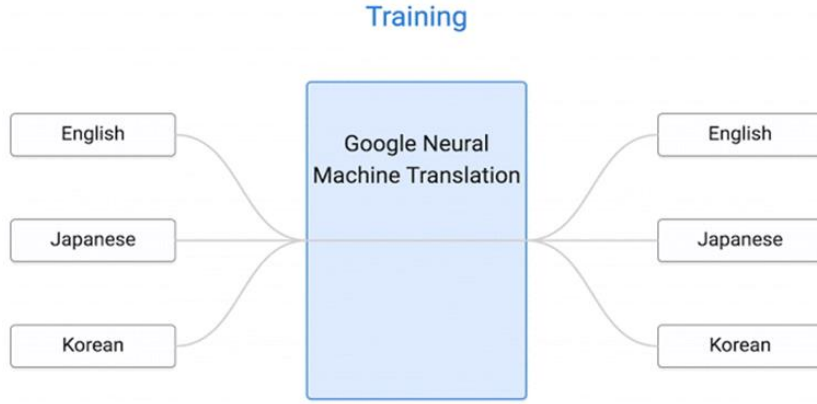 Training
Google Neural
Machine Translation
English
Japanese
Korean
English
Japanese
Korean